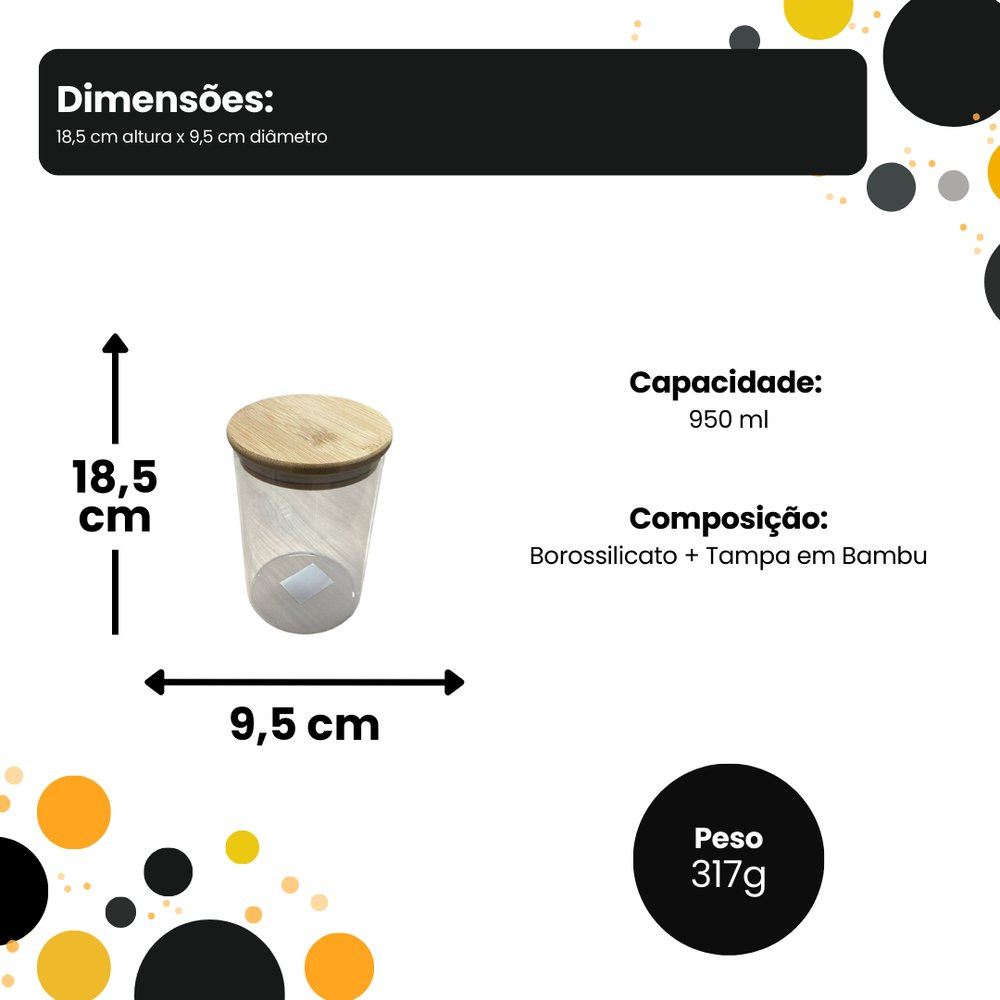 Dimensões:
18,5 cm altura x 9,5 cm diâmetro
18,5
cm
9,5 cm
Capacidade:
950 ml
Composição:
Borossilicato + Tampa em Bambu
Peso
317g